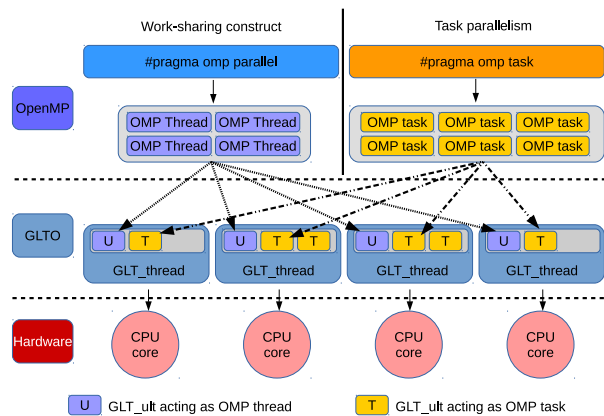 Work-sharing construct
Task parallelism
#pragma omp parallel
#pragma omp task
OpenMP
OMP Thread OMP Thread
OMP Thread OMP Thread
OMP task OMP task OMP task
OMP task OMP task OMP task
GLTO
U T
U T T
U T T
U T
GLT_thread
GLT_thread
GLT_thread
GLT_thread
Hardware
CPU
core
CPU
core
CPU
core
CPU
core
U GLT_ult acting as OMP thread
T GLT_ult acting as OMP task